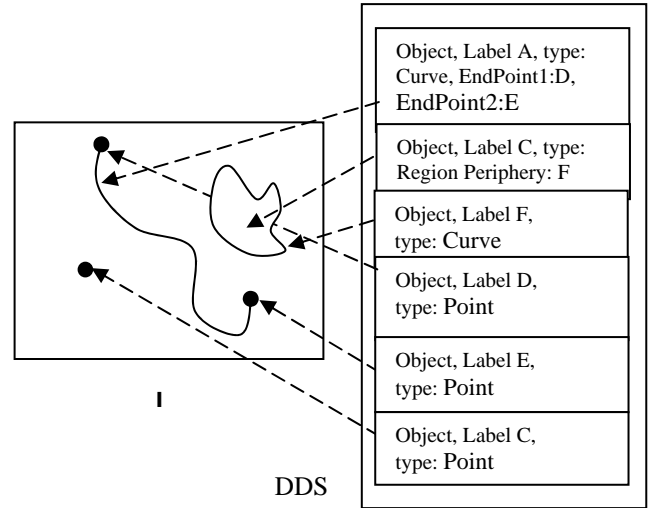 Object, Label A, type:
Curve, EndPoint1:D,
EndPoint2:E
Object, Label C, type:
Region Periphery: F
Object, Label F,
type: Curve
Object, Label D,
type: Point
Object, Label E,
type: Point
Object, Label C,
type: Point
I
DDS